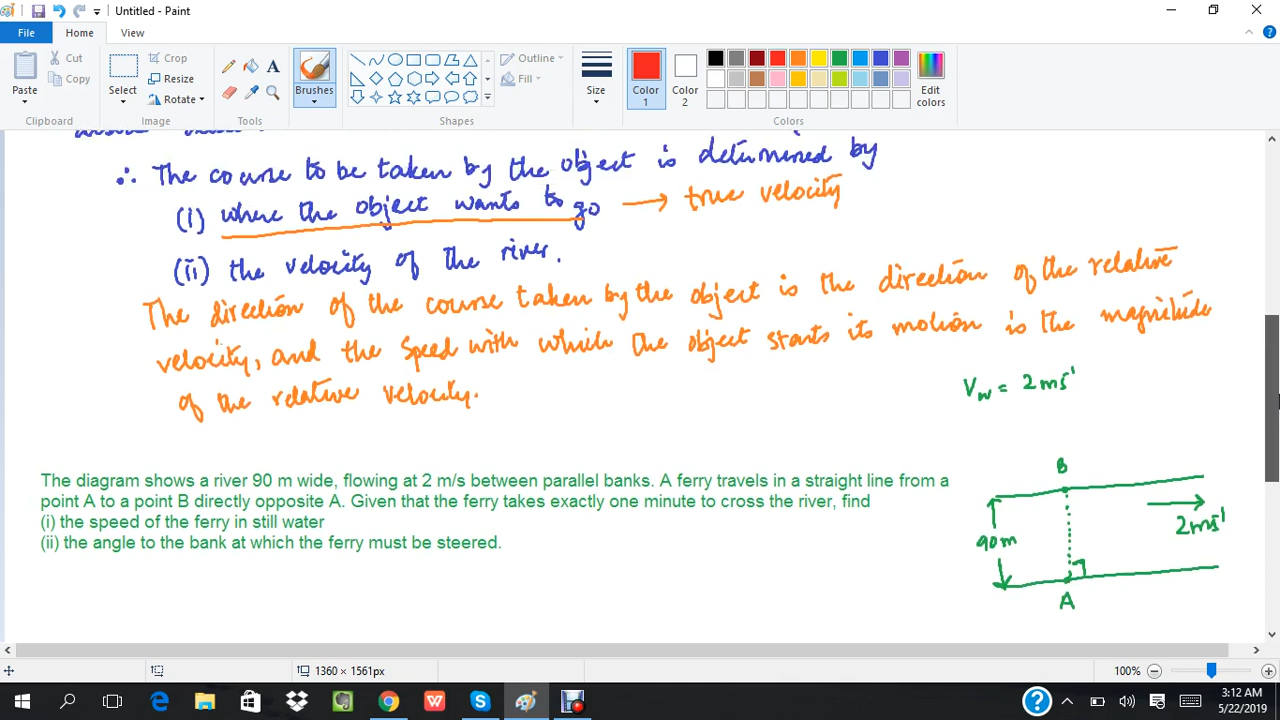 Untitled - Paint
File Home View
Paste
Cut
Copy
Clipboard
Select
Crop
Resize
Rotate
Image
Tools
Brushes
Outline
Fill
Shapes
Size
Color 1
Color 2
Edit colors
Colors
∴ The course to be taken by the object is determined by
(i) where the object wants to go → true velocity
(ii) the velocity of the river.
The direction of the course taken by the object is the direction of the relative
velocity, and the speed with which the object starts its motion is the magnitude
of the relative velocity.
Vw = 2ms⁻¹
The diagram shows a river 90 m wide, flowing at 2 m/s between parallel banks. A ferry travels in a straight line from a
point A to a point B directly opposite A. Given that the ferry takes exactly one minute to cross the river, find
(i) the speed of the ferry in still water
(ii) the angle to the bank at which the ferry must be steered.
B
2ms⁻¹
90m
A
1360 × 1561px
100%
3:12 AM
5/22/2019